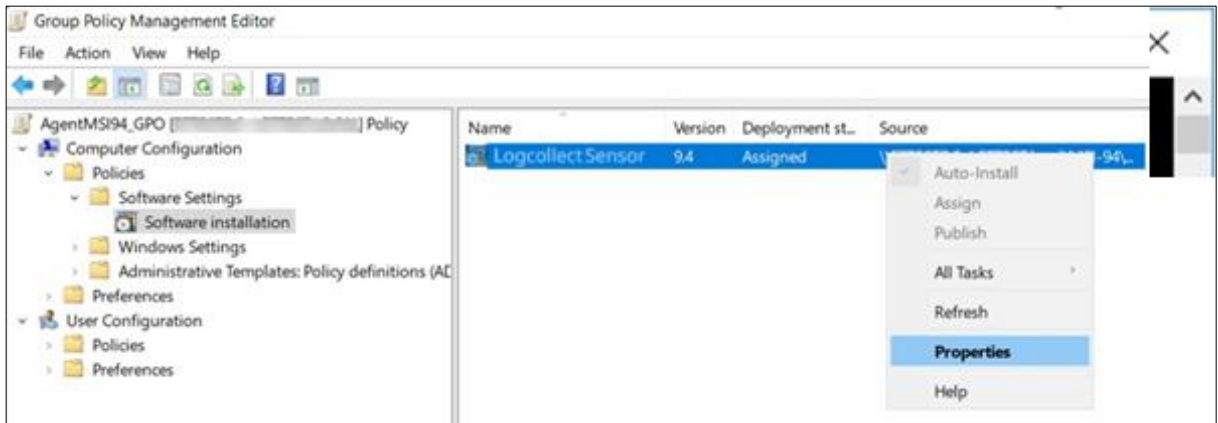 Group Policy Management Editor
File Action View Help
AgentMSI94_GPO [ ] Policy
Computer Configuration
Policies
Software Settings
Software installation
Windows Settings
Administrative Templates: Policy definitions (AD
Preferences
User Configuration
Policies
Preferences
Name Version Deployment st... Source
Logcollect Sensor 9.4 Assigned -94\...
Auto-Install
Assign
Publish
All Tasks
Refresh
Properties
Help